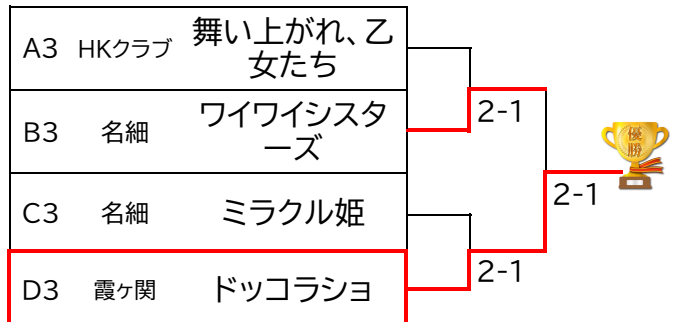 A3 HKクラブ 舞い上がれ、乙
女たち
B3 名細 ワイワイシスタ
ーズ
2-1
優
勝
C3 名細 ミラクル姫
2-1
D3 霞ヶ関 ドッコラショ
2-1